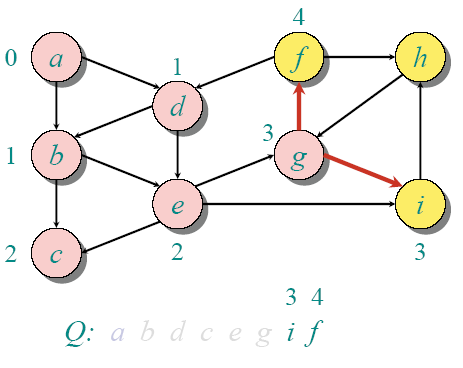 4
0 a f h
1
d
3
1 b g
e i
2 c 2 3
3 4
Q: a b d c e g i f